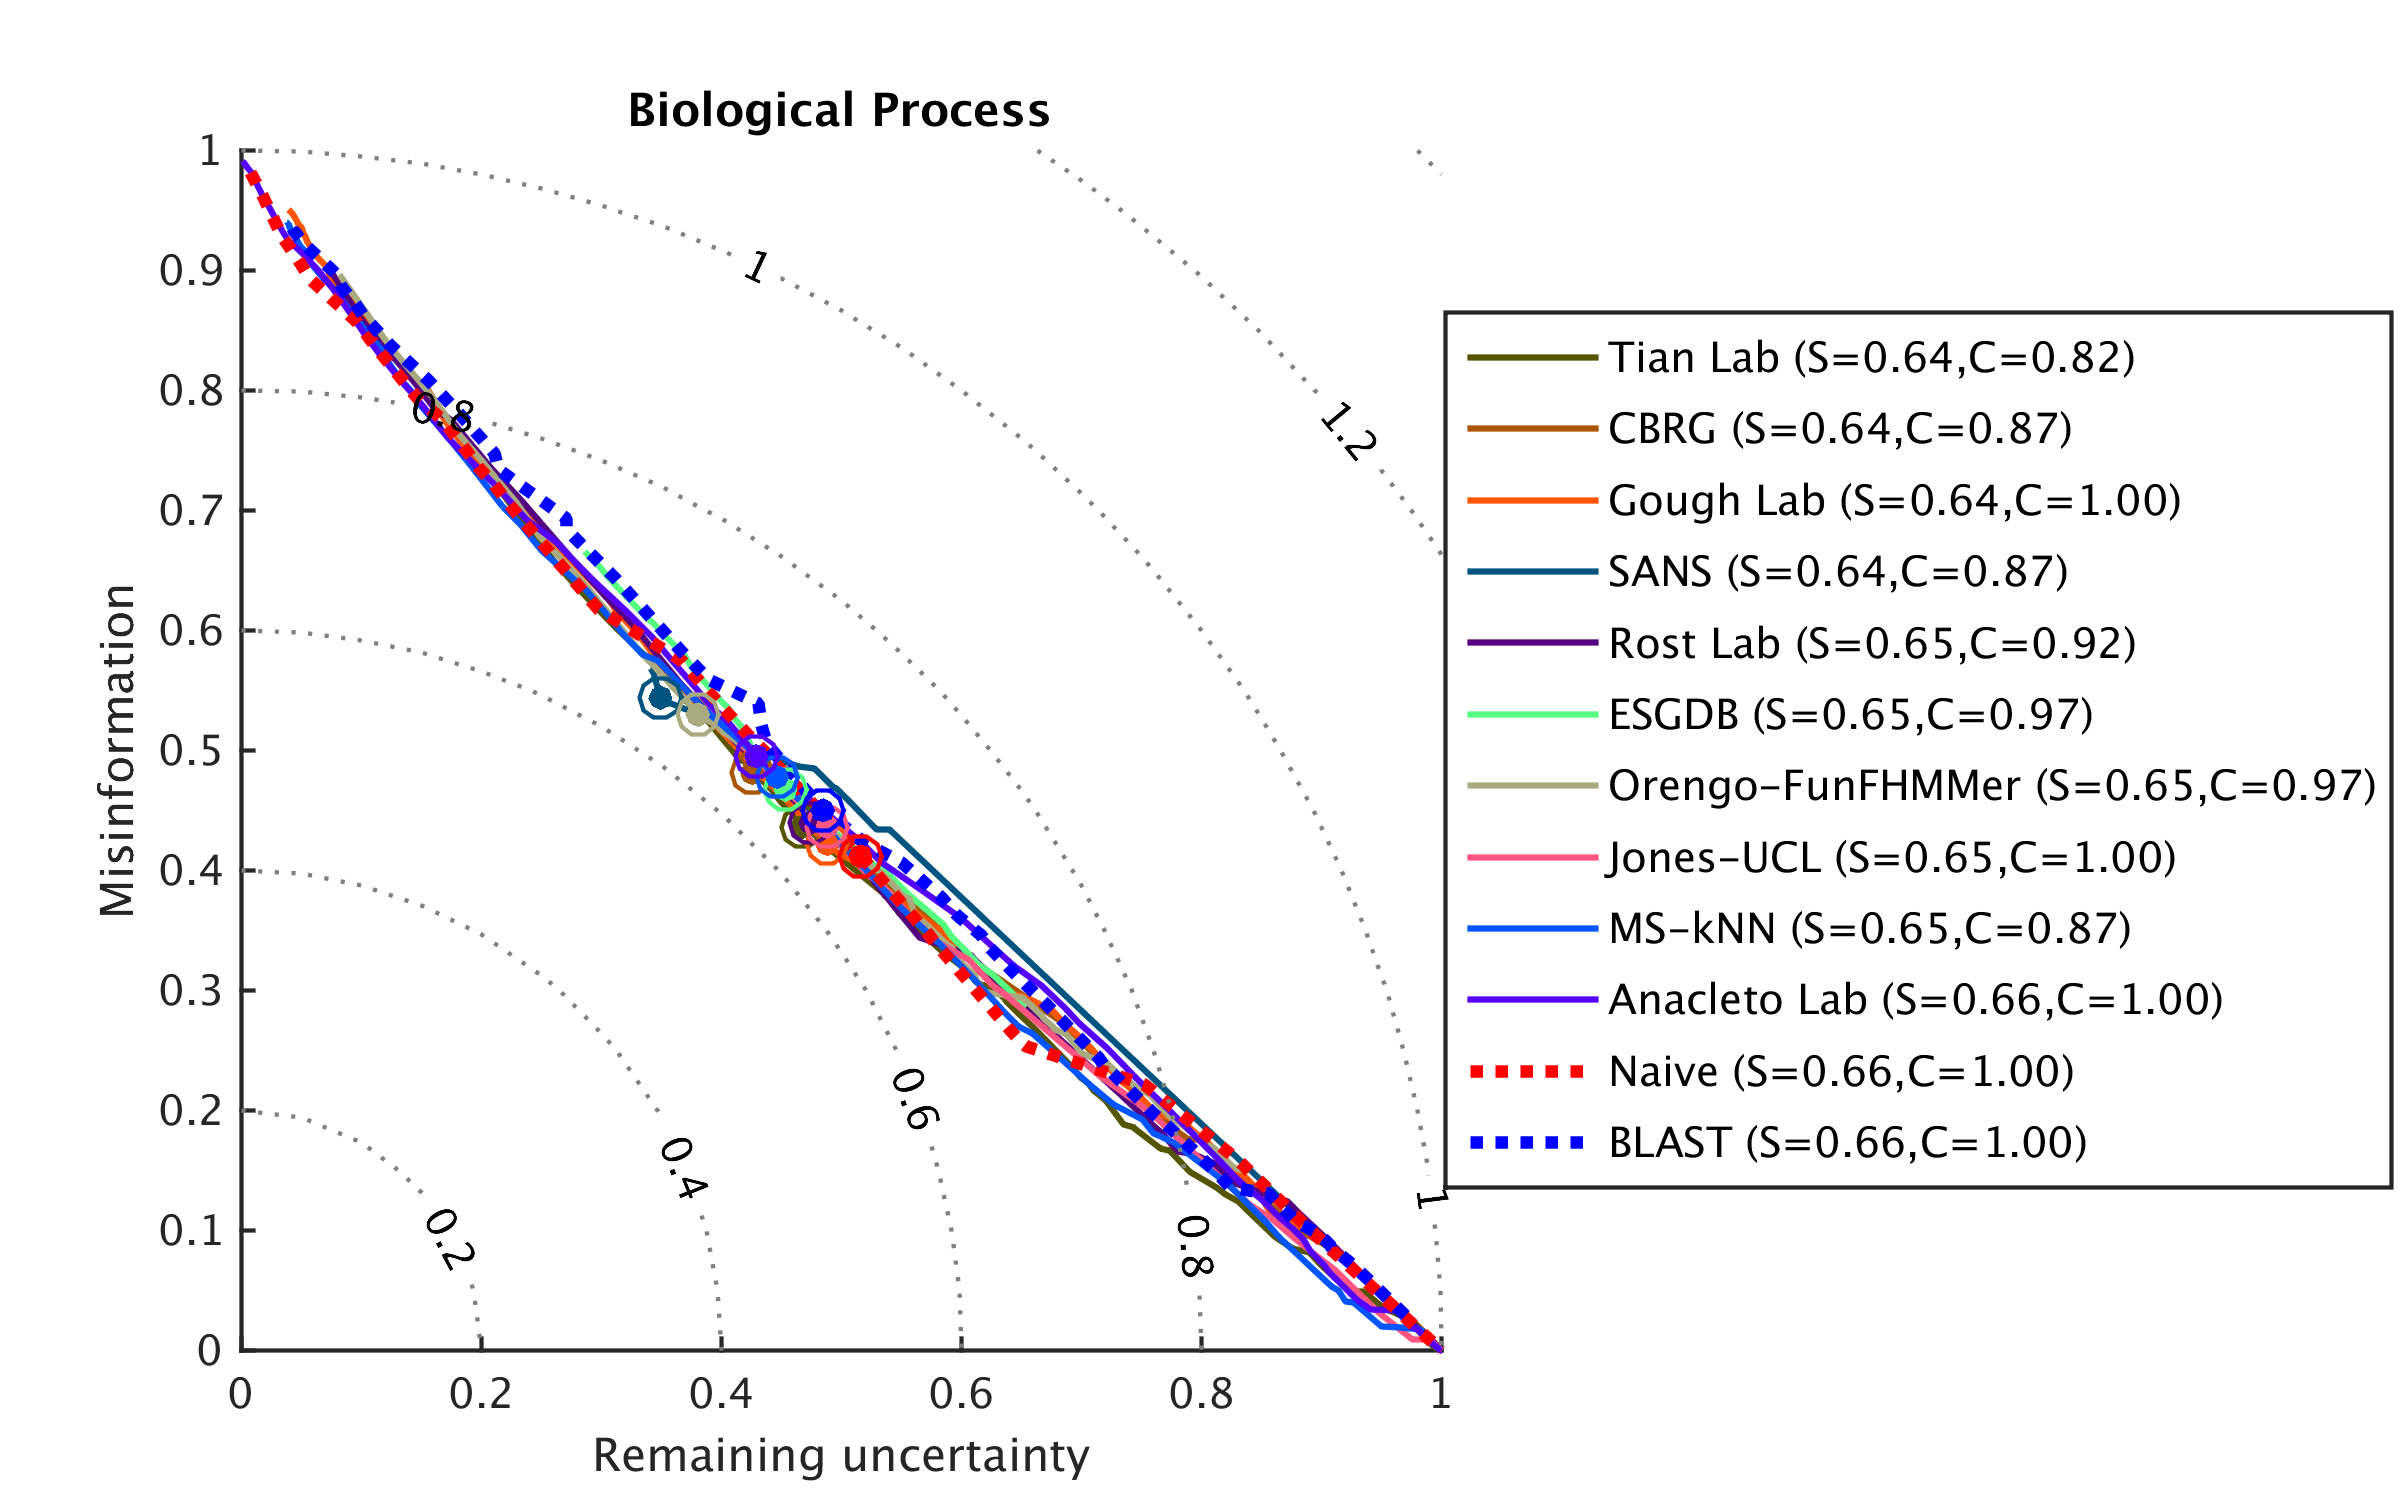 Biological Process
Misinformation
1
0.9
0.8
0.7
0.6
0.5
0.4
0.3
0.2
0.1
0
0 0.2 0.4 0.6 0.8 1
Remaining uncertainty
1
1.2
0.8
0.6
0.4
0.2
0.8
1
Tian Lab (S=0.64,C=0.82)
CBRG (S=0.64,C=0.87)
Gough Lab (S=0.64,C=1.00)
SANS (S=0.64,C=0.87)
Rost Lab (S=0.65,C=0.92)
ESGDB (S=0.65,C=0.97)
Orengo-FunFHMMer (S=0.65,C=0.97)
Jones-UCL (S=0.65,C=1.00)
MS-kNN (S=0.65,C=0.87)
Anacleto Lab (S=0.66,C=1.00)
Naive (S=0.66,C=1.00)
BLAST (S=0.66,C=1.00)